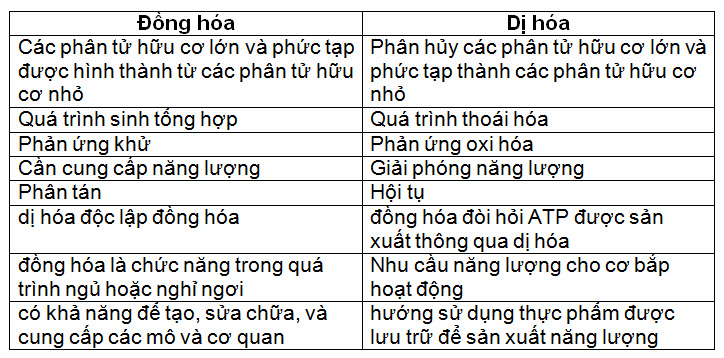 Đồng hóa
Dị hóa
Các phân tử hữu cơ lớn và phức tạp
được hình thành từ các phân tử hữu
cơ nhỏ
Phân hủy các phân tử hữu cơ lớn và
phức tạp thành các phân tử hữu cơ
nhỏ
Quá trình sinh tổng hợp
Quá trình thoái hóa
Phản ứng khử
Phản ứng oxi hóa
Cần cung cấp năng lượng
Giải phóng năng lượng
Phân tán
Hội tụ
dị hóa độc lập đồng hóa
đồng hóa đòi hỏi ATP được sản
xuất thông qua dị hóa
đồng hóa là chức năng trong quá
trình ngủ hoặc nghỉ ngơi
Nhu cầu năng lượng cho cơ bắp
hoạt động
có khả năng để tạo, sửa chữa, và
cung cấp các mô và cơ quan
hướng sử dụng thực phẩm được
lưu trữ để sản xuất năng lượng